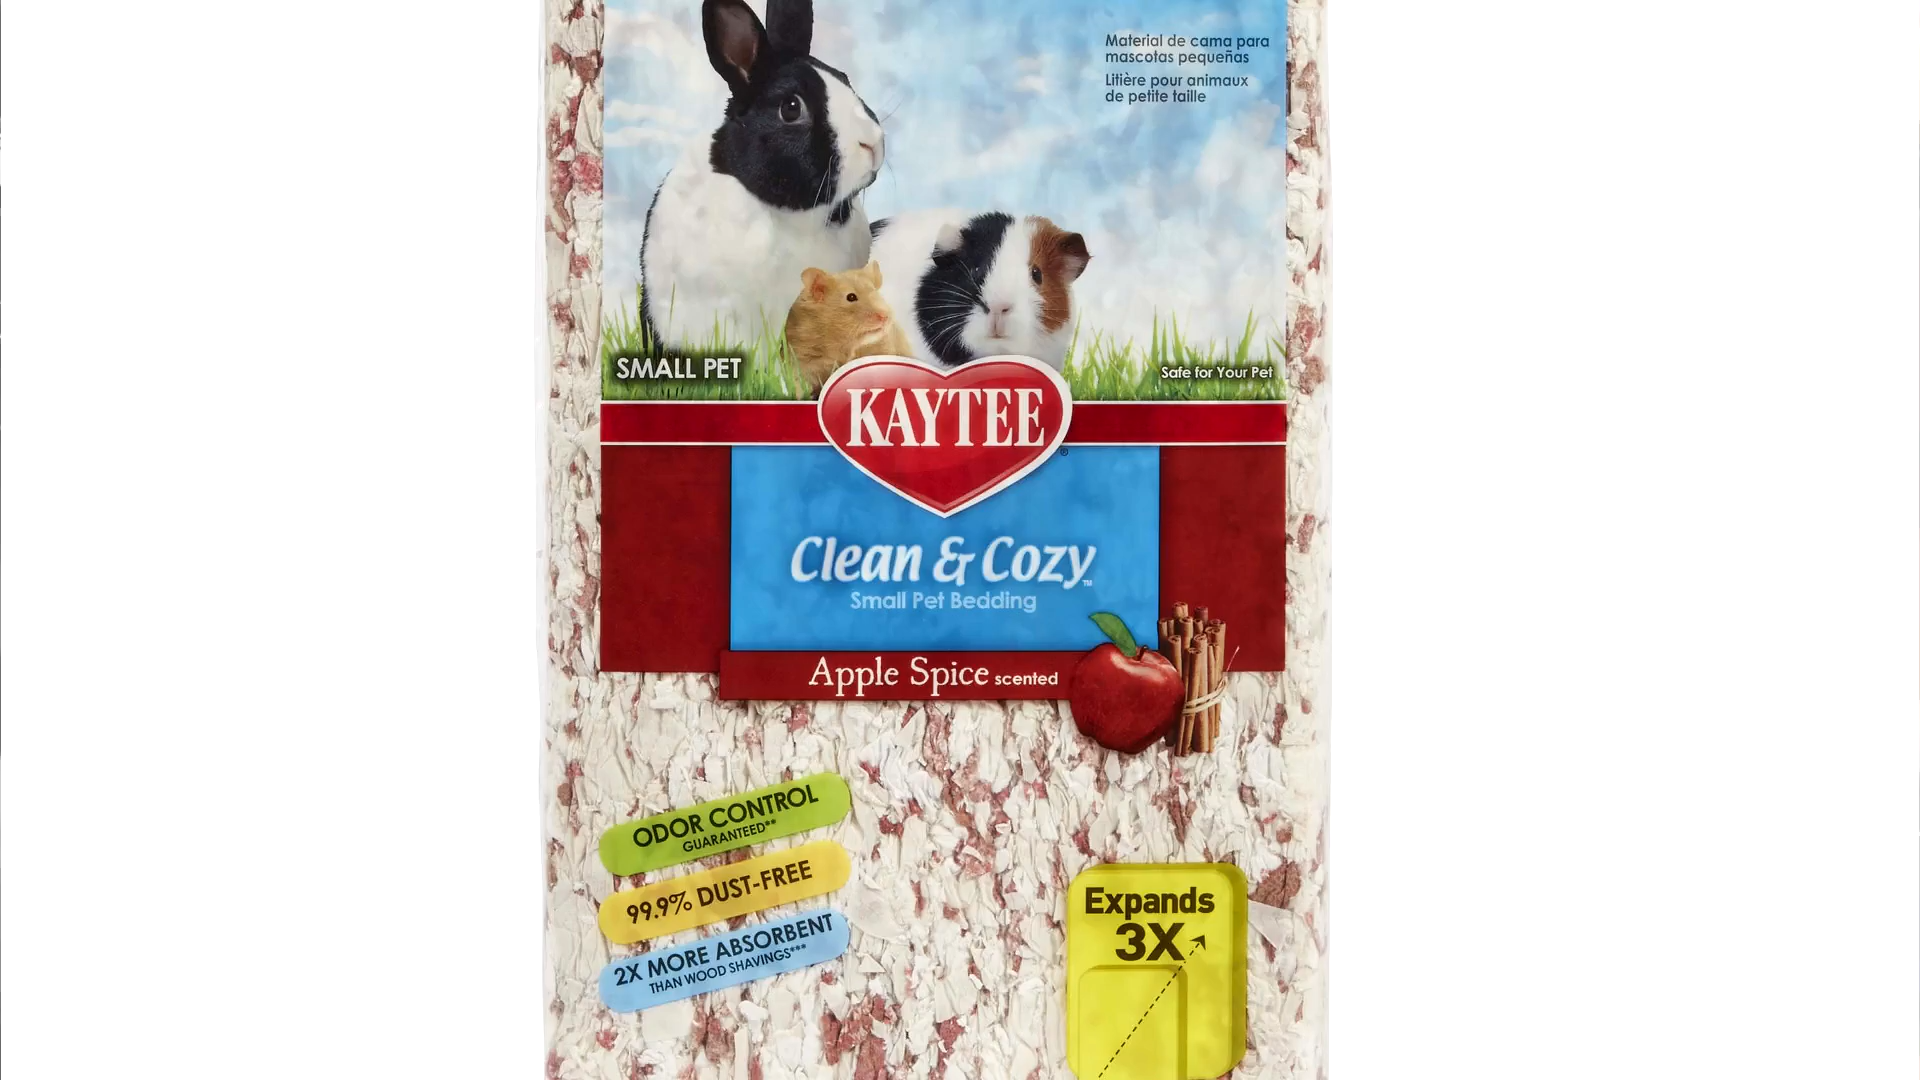 Material de cama para
mascotas pequeñas
Litière pour animaux
de petite taille
SMALL PET
Safe for Your Pet
KAYTEE®
Clean & Cozy™
Small Pet Bedding
Apple Spice scented
ODOR CONTROL
GUARANTEED**
99.9% DUST-FREE
2X MORE ABSORBENT
THAN WOOD SHAVINGS***
Expands
3X